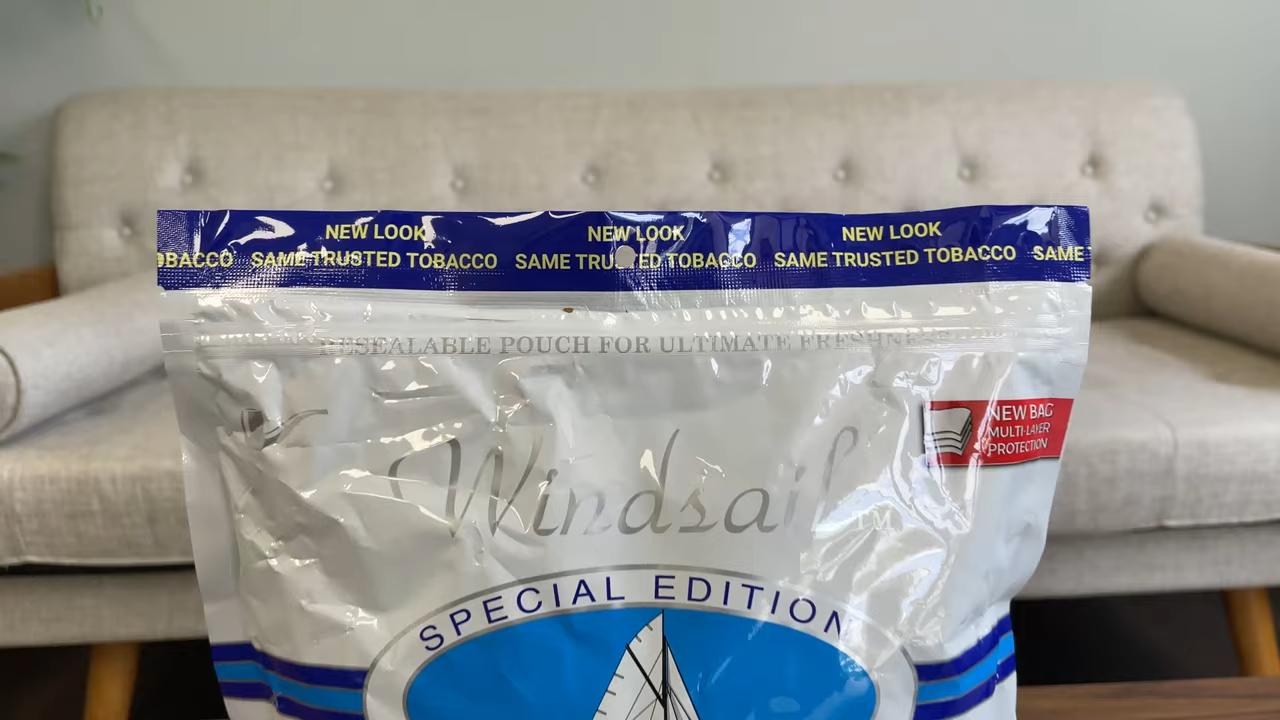 NEW LOOK NEW LOOK NEW LOOK
OBACCO SAME TRUSTED TOBACCO SAME TRUSTED TOBACCO SAME TRUSTED TOBACCO SAME
RESEALABLE POUCH FOR ULTIMATE FRESHNESS
NEW BAG
MULTI-LAYER
PROTECTION
Windsail TM
SPECIAL EDITION